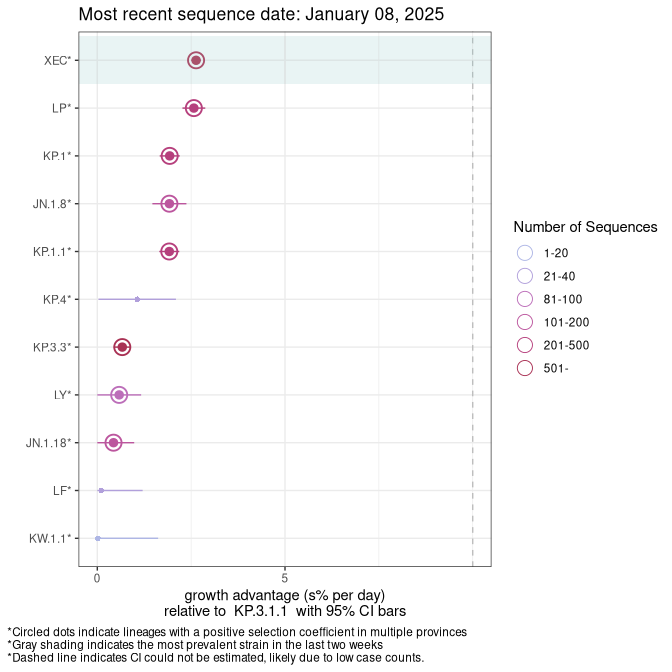 Most recent sequence date: January 08, 2025
XEC*
LP*
KP.1*
JN.1.8*
KP.1.1*
KP.4*
KP.3.3*
LY*
JN.1.18*
LF*
KW.1.1*
0 5
growth advantage (s% per day)
relative to KP.3.1.1 with 95% CI bars
Number of Sequences
1-20
21-40
81-100
101-200
201-500
501-
*Circled dots indicate lineages with a positive selection coefficient in multiple provinces
*Gray shading indicates the most prevalent strain in the last two weeks
*Dashed line indicates CI could not be estimated, likely due to low case counts.